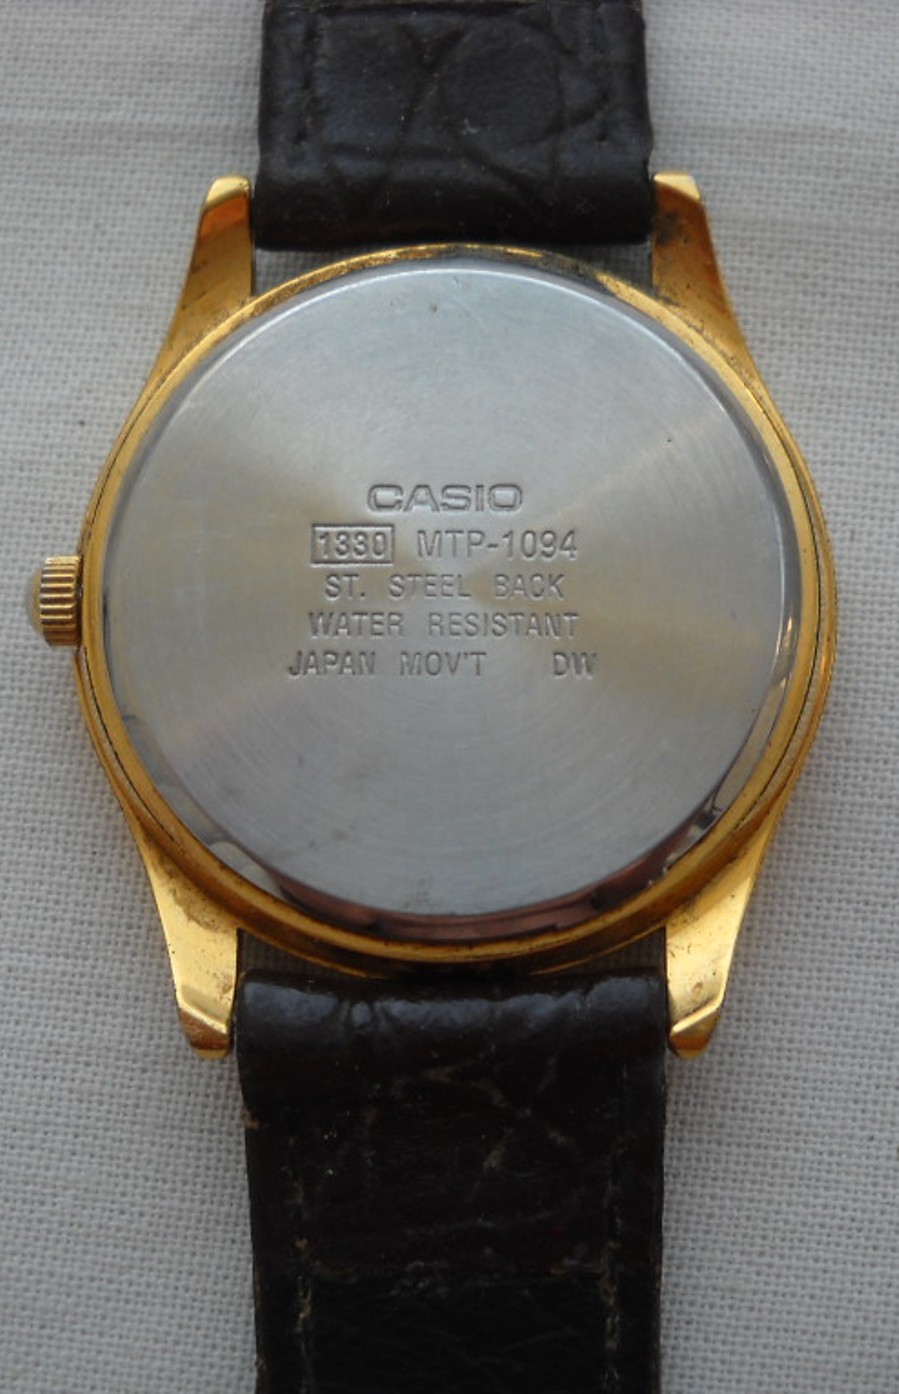 CASIO
1330 MTP-1094
ST. STEEL BACK
WATER RESISTANT
JAPAN MOV'T DW